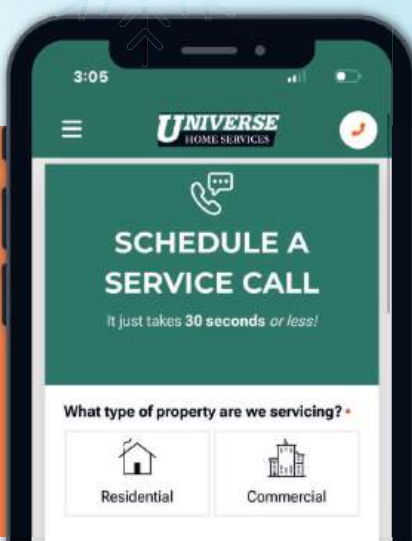 3:05
UNIVERSE
HOME SERVICES
SCHEDULE A
SERVICE CALL
It just takes 30 seconds or less!
What type of property are we servicing? *
Residential
Commercial